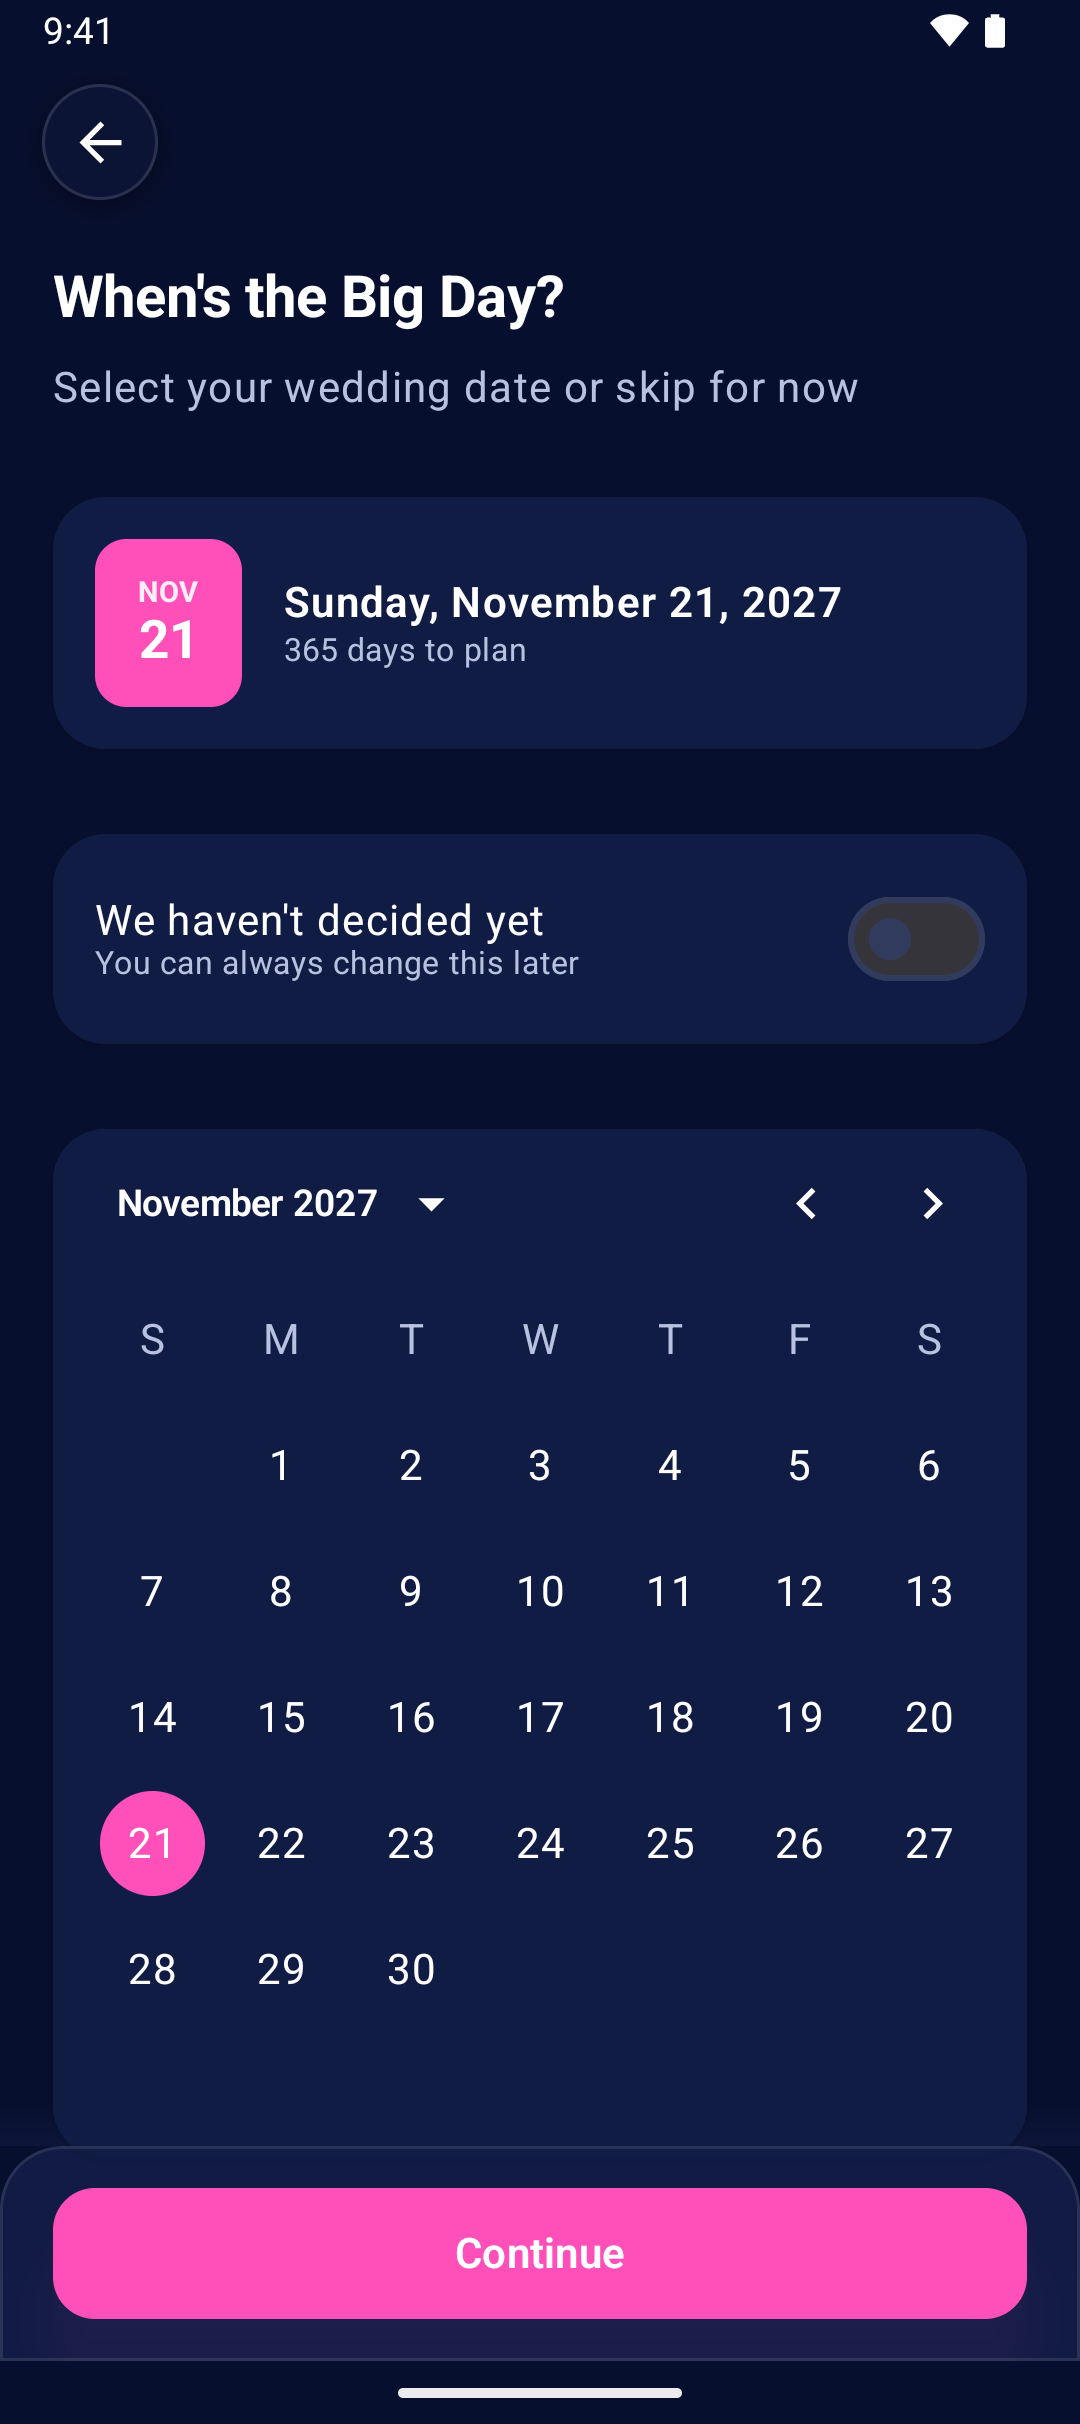 9:41
When's the Big Day?
Select your wedding date or skip for now
NOV
21
Sunday, November 21, 2027
365 days to plan
We haven't decided yet
You can always change this later
November 2027
S M T W T F S
1 2 3 4 5 6
7 8 9 10 11 12 13
14 15 16 17 18 19 20
21 22 23 24 25 26 27
28 29 30
Continue